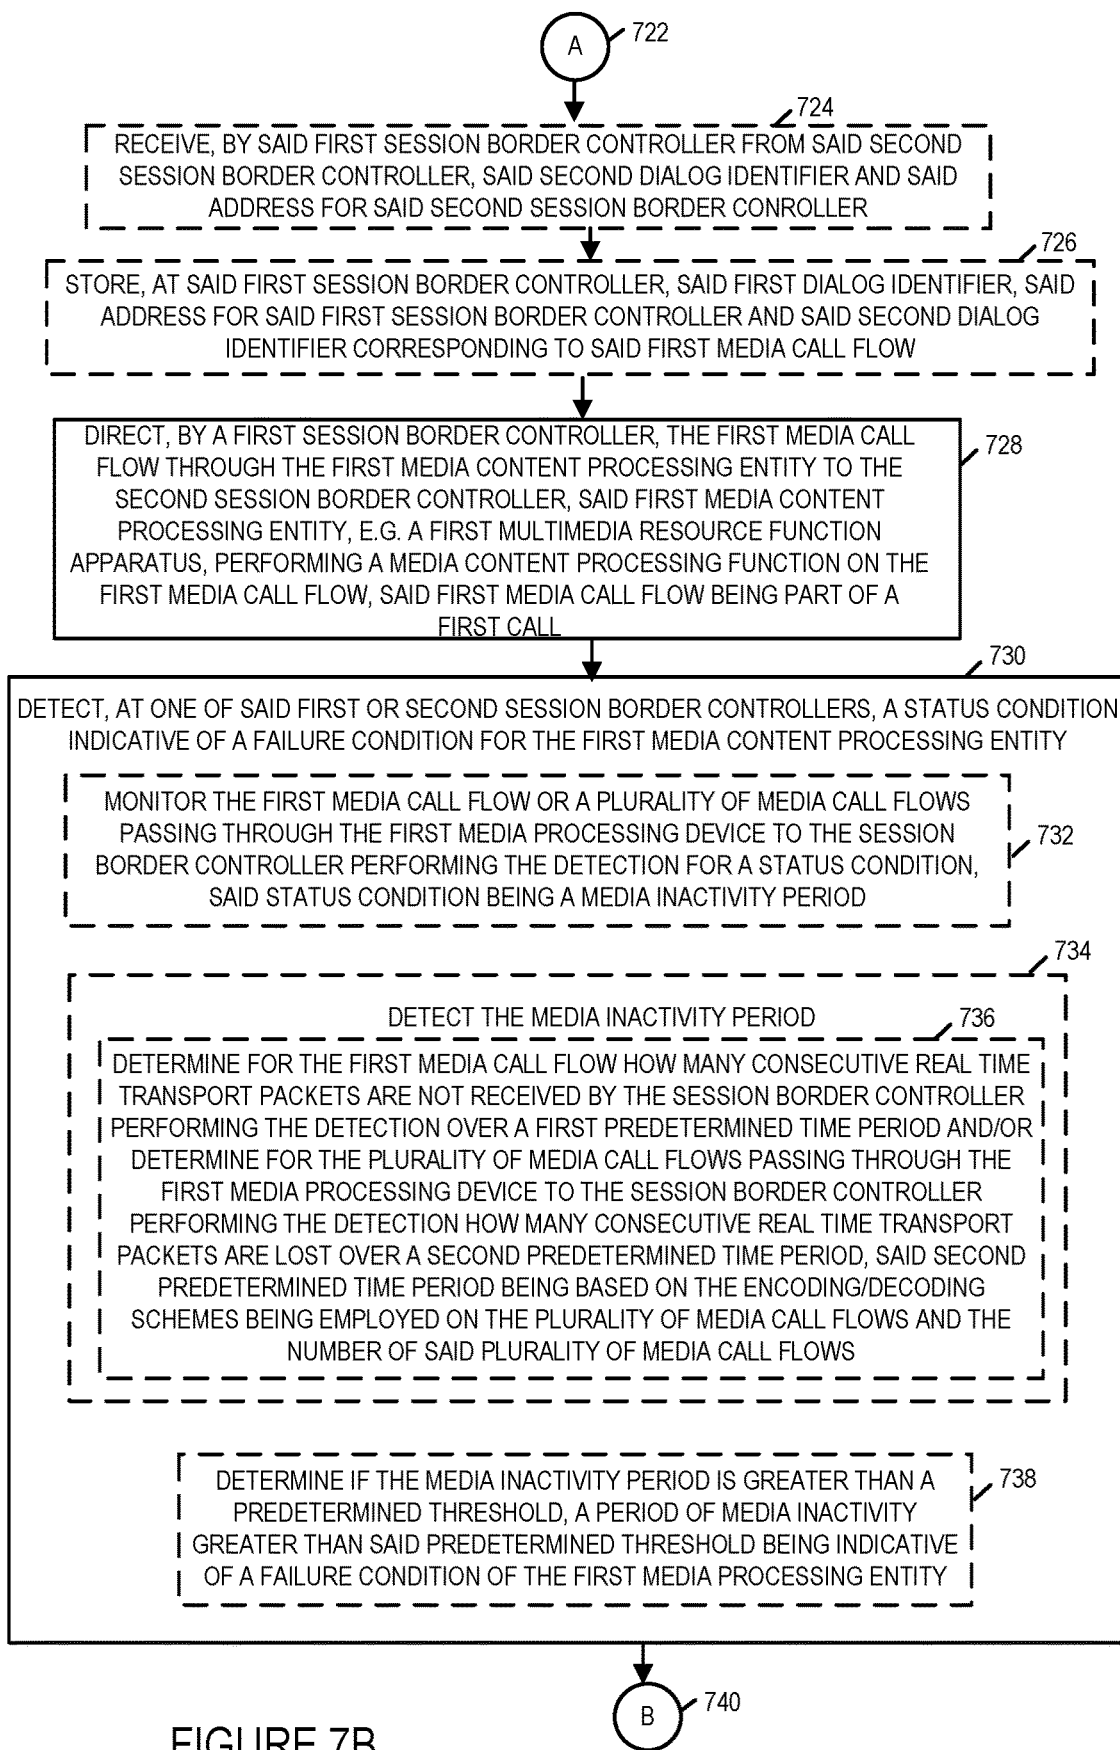 A
722
724
RECEIVE, BY SAID FIRST SESSION BORDER CONTROLLER FROM SAID SECOND
SESSION BORDER CONTROLLER, SAID SECOND DIALOG IDENTIFIER AND SAID
ADDRESS FOR SAID SECOND SESSION BORDER CONROLLER
726
STORE, AT SAID FIRST SESSION BORDER CONTROLLER, SAID FIRST DIALOG IDENTIFIER, SAID
ADDRESS FOR SAID FIRST SESSION BORDER CONTROLLER AND SAID SECOND DIALOG
IDENTIFIER CORRESPONDING TO SAID FIRST MEDIA CALL FLOW
DIRECT, BY A FIRST SESSION BORDER CONTROLLER, THE FIRST MEDIA CALL
FLOW THROUGH THE FIRST MEDIA CONTENT PROCESSING ENTITY TO THE
SECOND SESSION BORDER CONTROLLER, SAID FIRST MEDIA CONTENT
PROCESSING ENTITY, E.G. A FIRST MULTIMEDIA RESOURCE FUNCTION
APPARATUS, PERFORMING A MEDIA CONTENT PROCESSING FUNCTION ON THE
FIRST MEDIA CALL FLOW, SAID FIRST MEDIA CALL FLOW BEING PART OF A
FIRST CALL
728
730
DETECT, AT ONE OF SAID FIRST OR SECOND SESSION BORDER CONTROLLERS, A STATUS CONDITION
INDICATIVE OF A FAILURE CONDITION FOR THE FIRST MEDIA CONTENT PROCESSING ENTITY
MONITOR THE FIRST MEDIA CALL FLOW OR A PLURALITY OF MEDIA CALL FLOWS
PASSING THROUGH THE FIRST MEDIA PROCESSING DEVICE TO THE SESSION
BORDER CONTROLLER PERFORMING THE DETECTION FOR A STATUS CONDITION,
SAID STATUS CONDITION BEING A MEDIA INACTIVITY PERIOD
732
734
DETECT THE MEDIA INACTIVITY PERIOD
736
DETERMINE FOR THE FIRST MEDIA CALL FLOW HOW MANY CONSECUTIVE REAL TIME
TRANSPORT PACKETS ARE NOT RECEIVED BY THE SESSION BORDER CONTROLLER
PERFORMING THE DETECTION OVER A FIRST PREDETERMINED TIME PERIOD AND/OR
DETERMINE FOR THE PLURALITY OF MEDIA CALL FLOWS PASSING THROUGH THE
FIRST MEDIA PROCESSING DEVICE TO THE SESSION BORDER CONTROLLER
PERFORMING THE DETECTION HOW MANY CONSECUTIVE REAL TIME TRANSPORT
PACKETS ARE LOST OVER A SECOND PREDETERMINED TIME PERIOD, SAID SECOND
PREDETERMINED TIME PERIOD BEING BASED ON THE ENCODING/DECODING
SCHEMES BEING EMPLOYED ON THE PLURALITY OF MEDIA CALL FLOWS AND THE
NUMBER OF SAID PLURALITY OF MEDIA CALL FLOWS
DETERMINE IF THE MEDIA INACTIVITY PERIOD IS GREATER THAN A
PREDETERMINED THRESHOLD, A PERIOD OF MEDIA INACTIVITY
GREATER THAN SAID PREDETERMINED THRESHOLD BEING INDICATIVE
OF A FAILURE CONDITION OF THE FIRST MEDIA PROCESSING ENTITY
738
B
740
FIGURE 7B